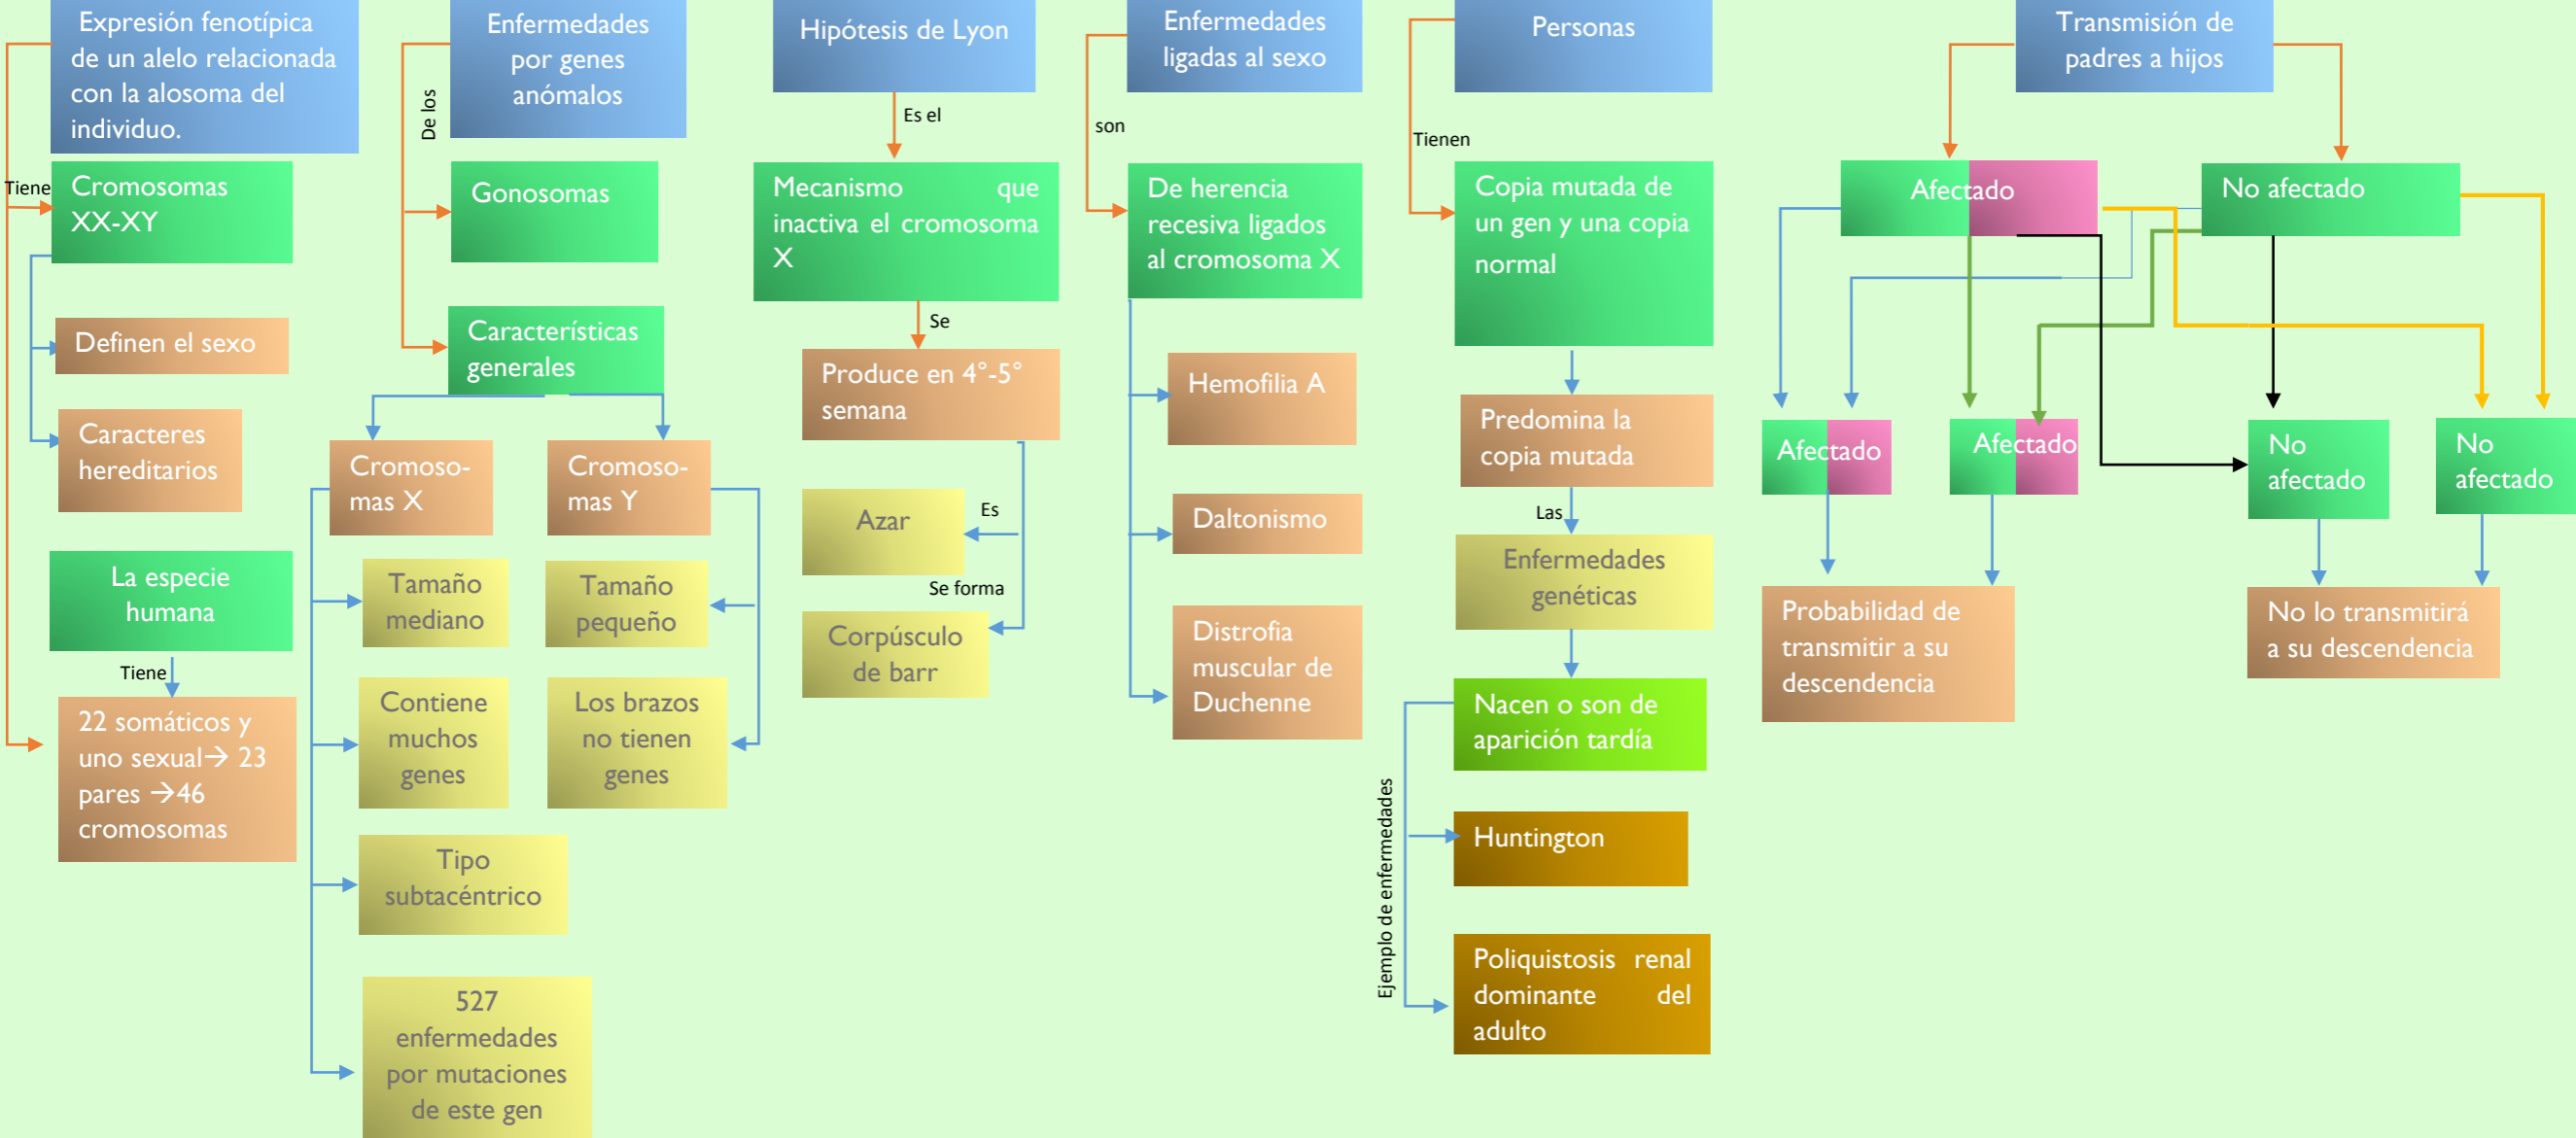 Expresión fenotípica
de un alelo relacionada
con la alosoma del
individuo.
Tiene
Cromosomas
XX-XY
Definen el sexo
Caracteres
hereditarios
La especie
humana
Tiene
22 somáticos y
uno sexual→ 23
pares →46
cromosomas
Enfermedades
por genes
anómalos
De los
Gonosomas
Características
generales
Cromoso-
mas X
Tamaño
mediano
Contiene
muchos
genes
Tipo
subtacéntrico
527
enfermedades
por mutaciones
de este gen
Cromoso-
mas Y
Tamaño
pequeño
Los brazos
no tienen
genes
Hipótesis de Lyon
Es el
Mecanismo que
inactiva el cromosoma
X
Se
Produce en 4°-5°
semana
Es
Azar
Se forma
Corpúsculo
de barr
Enfermedades
ligadas al sexo
son
De herencia
recesiva ligados
al cromosoma X
Hemofilia A
Daltonismo
Distrofia
muscular de
Duchenne
Personas
Tienen
Copia mutada de
un gen y una copia
normal
Predomina la
copia mutada
Las
Enfermedades
genéticas
Nacen o son de
aparición tardía
Ejemplo de enfermedades
Huntington
Poliquistosis renal
dominante del
adulto
Transmisión de
padres a hijos
Afectado
No afectado
Afectado
Afectado
No
afectado
No
afectado
Probabilidad de
transmitir a su
descendencia
No lo transmitirá
a su descendencia